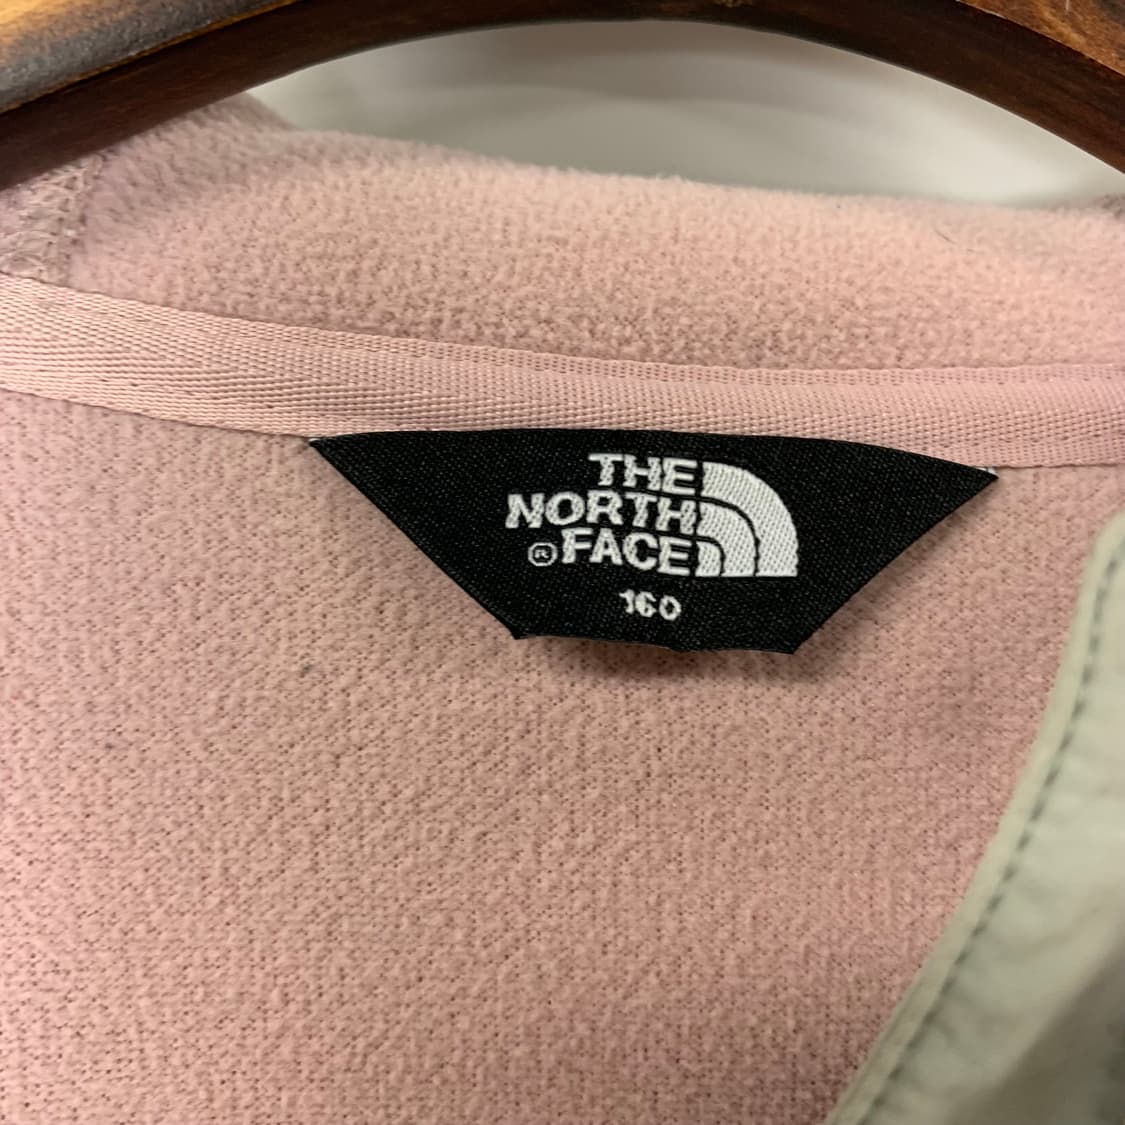 THE
NORTH
® FACE
160